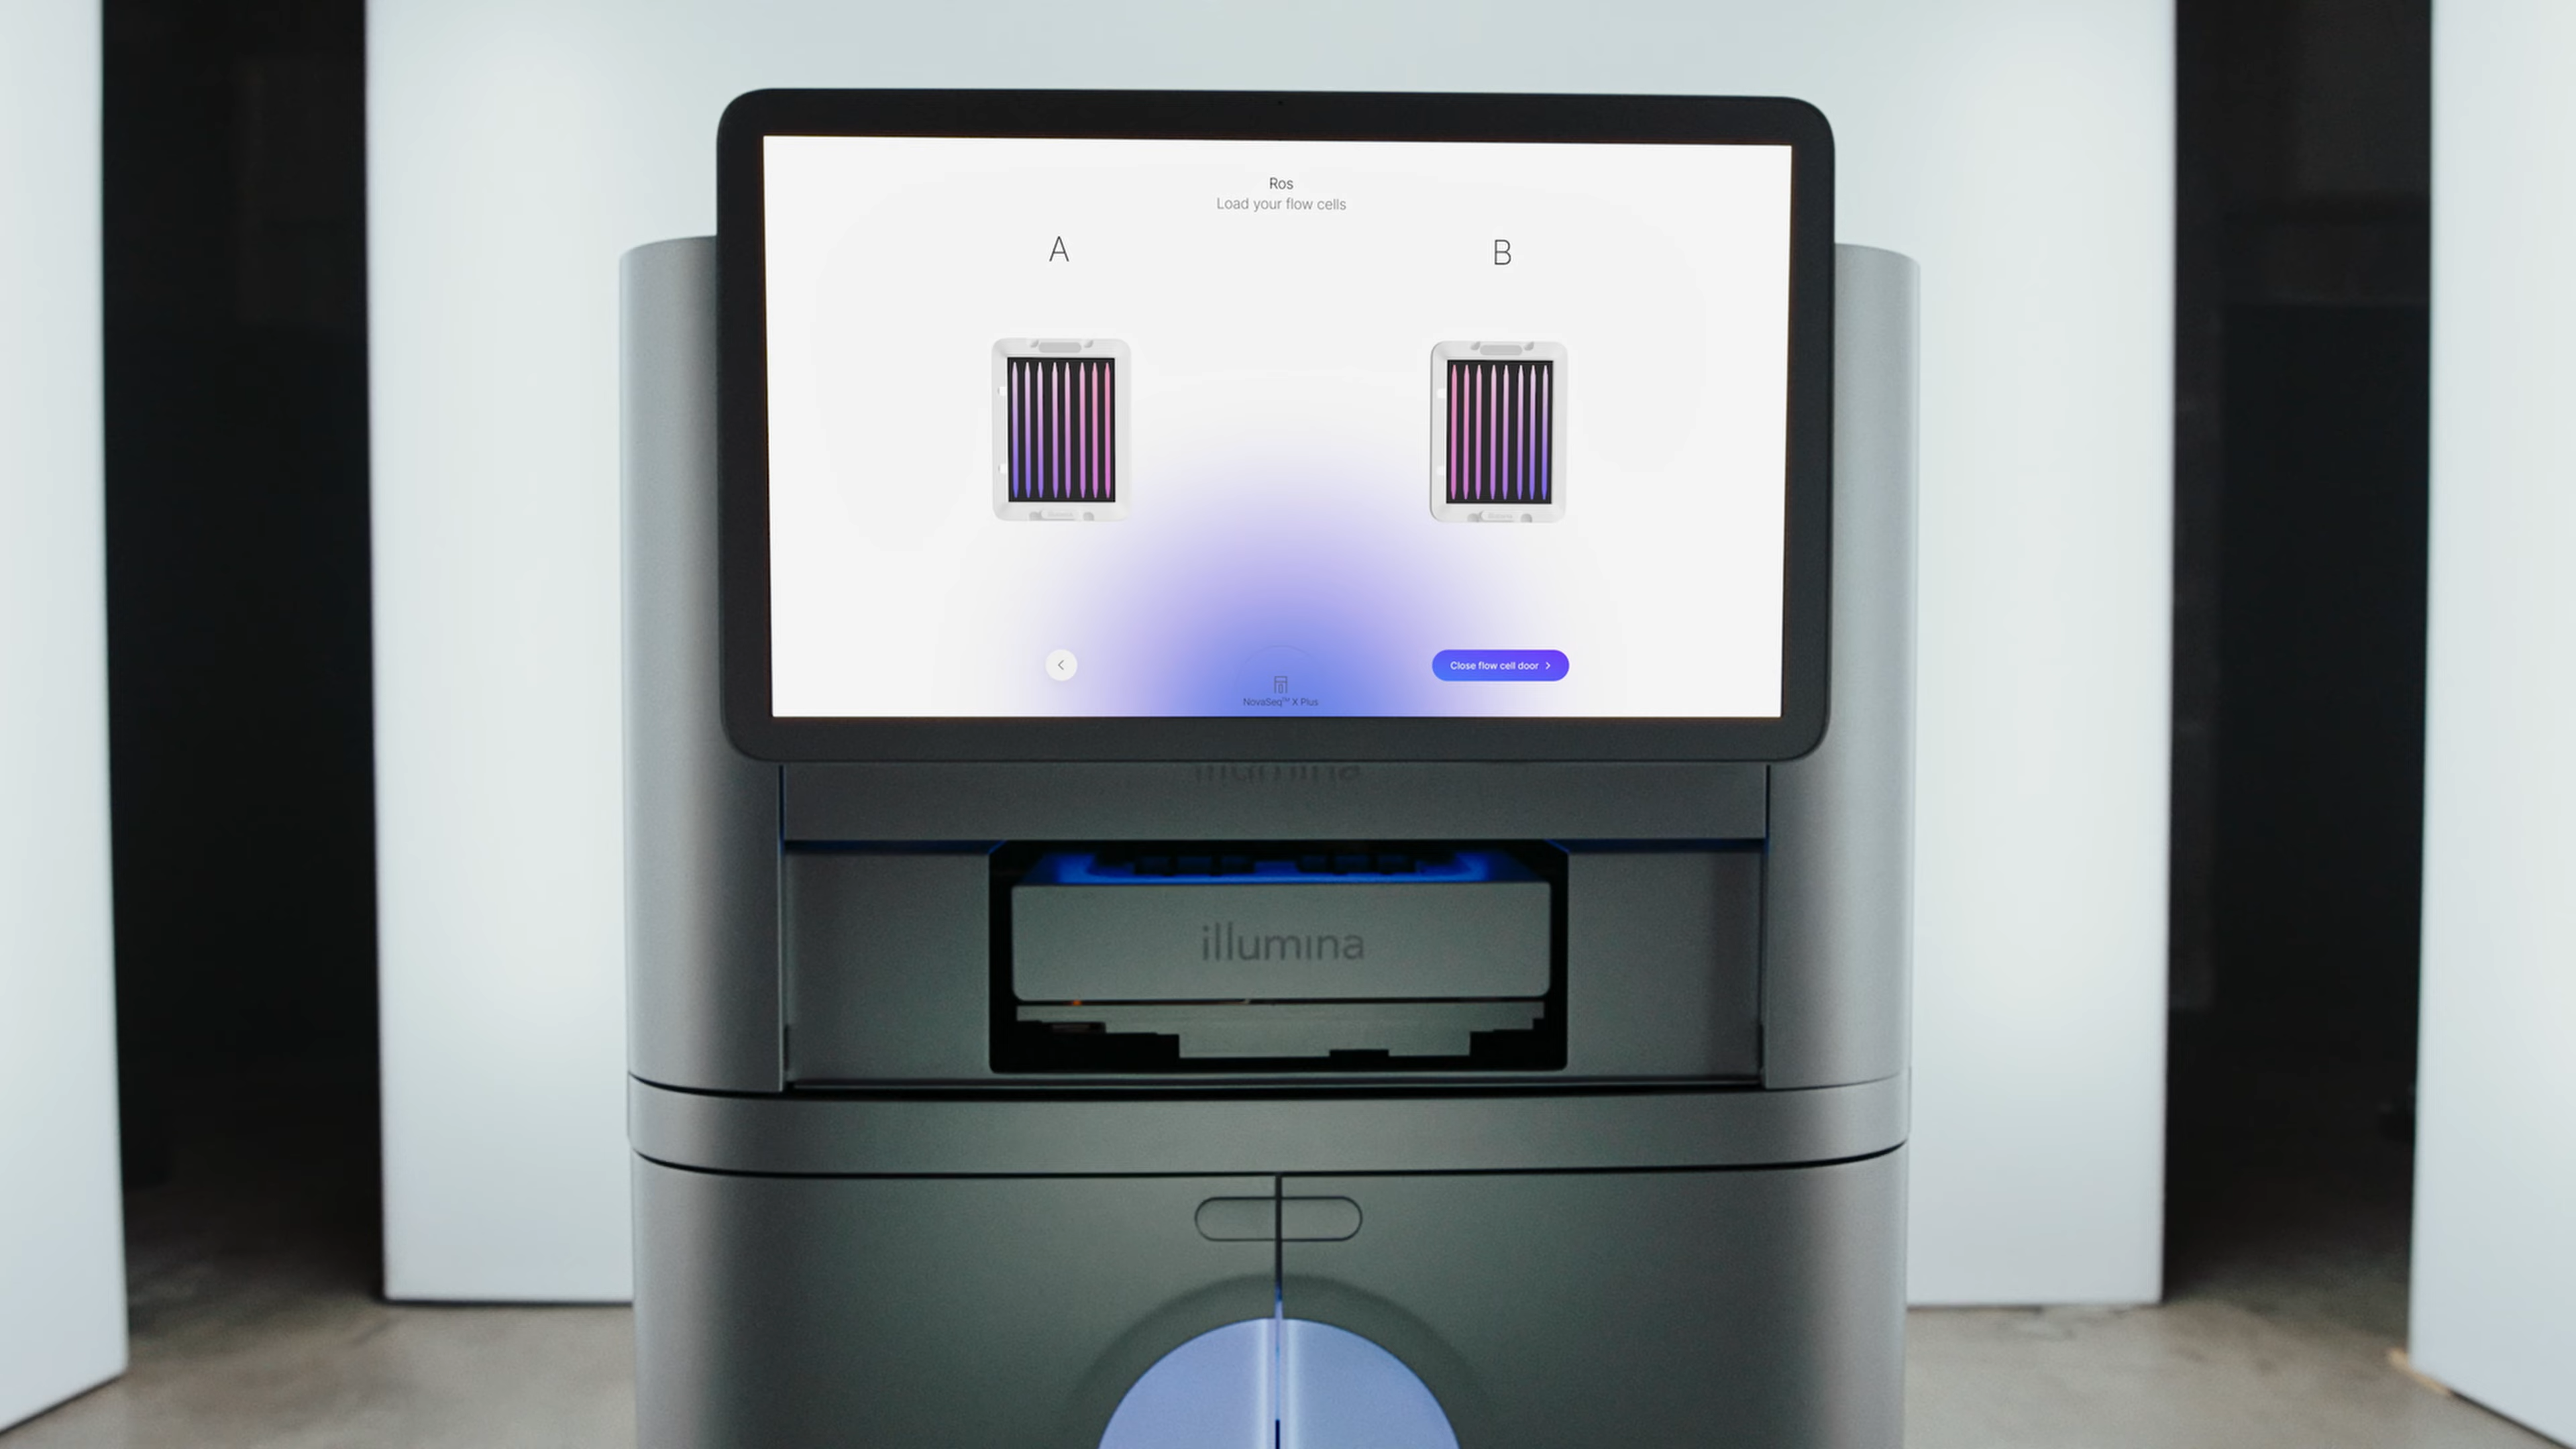 Ros
Load your flow cells
A
B
Close flow cell door
NovaSeq™ X Plus
illumina